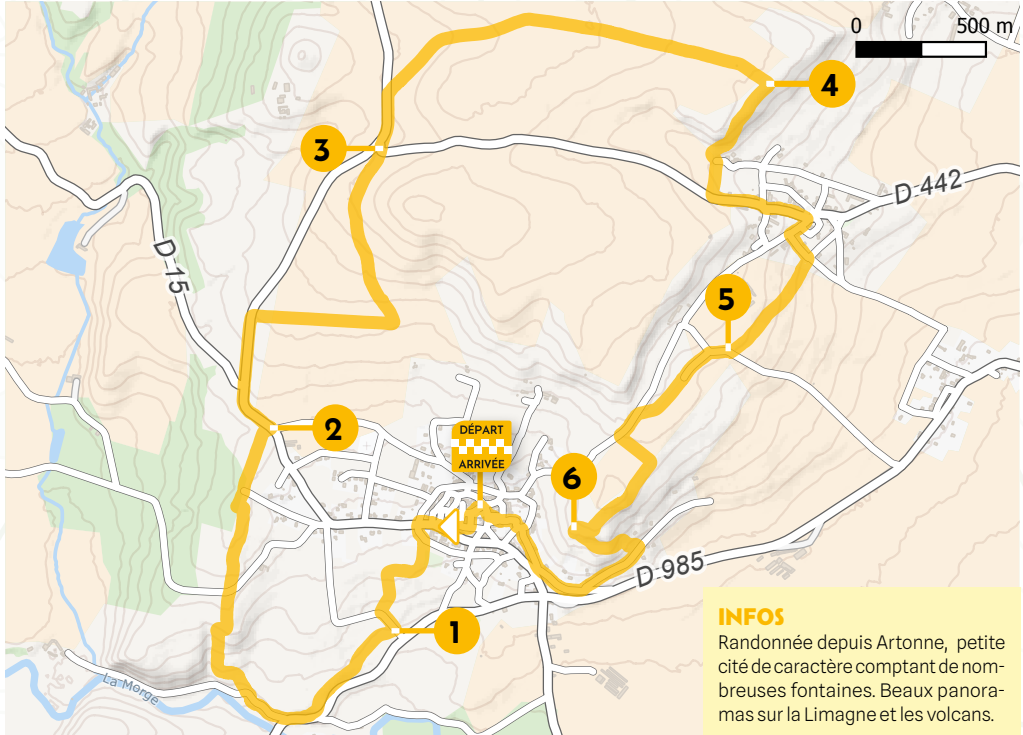 0 500 m
4
3
D 442
D 15
5
2
DÉPART
ARRIVÉE
6
D 985
1
La Morge
INFOS
Randonnée depuis Artonne, petite
cité de caractère comptant de nom-
breuses fontaines. Beaux panora-
mas sur la Limagne et les volcans.